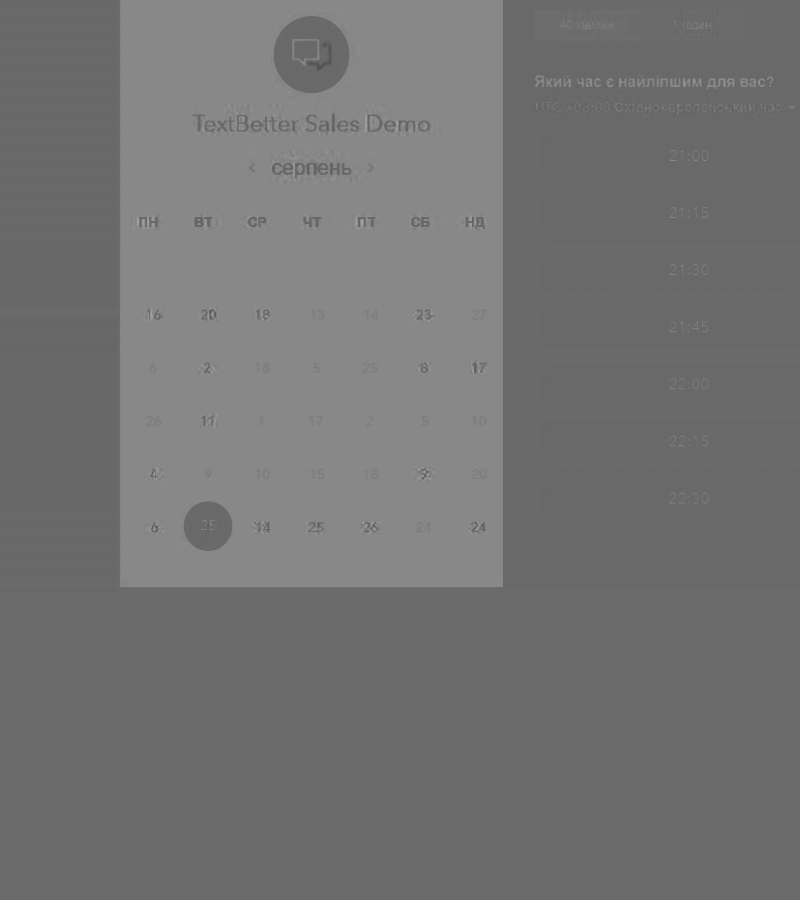 TextBetter Sales Demo
‹ серпень ›
ПН ВТ СР ЧТ ПТ СБ НД
16 20 18 13 14 23 27
6 2 18 5 25 8 17
26 11 1 17 2 5 10
4 9 10 15 18 9 20
6 25 14 25 26 24 24
40 хвилин 1 годин
Який час є найліпшим для вас?
UTC +03:00 Східноєвропейський час
21:00
21:15
21:30
21:45
22:00
22:15
22:30